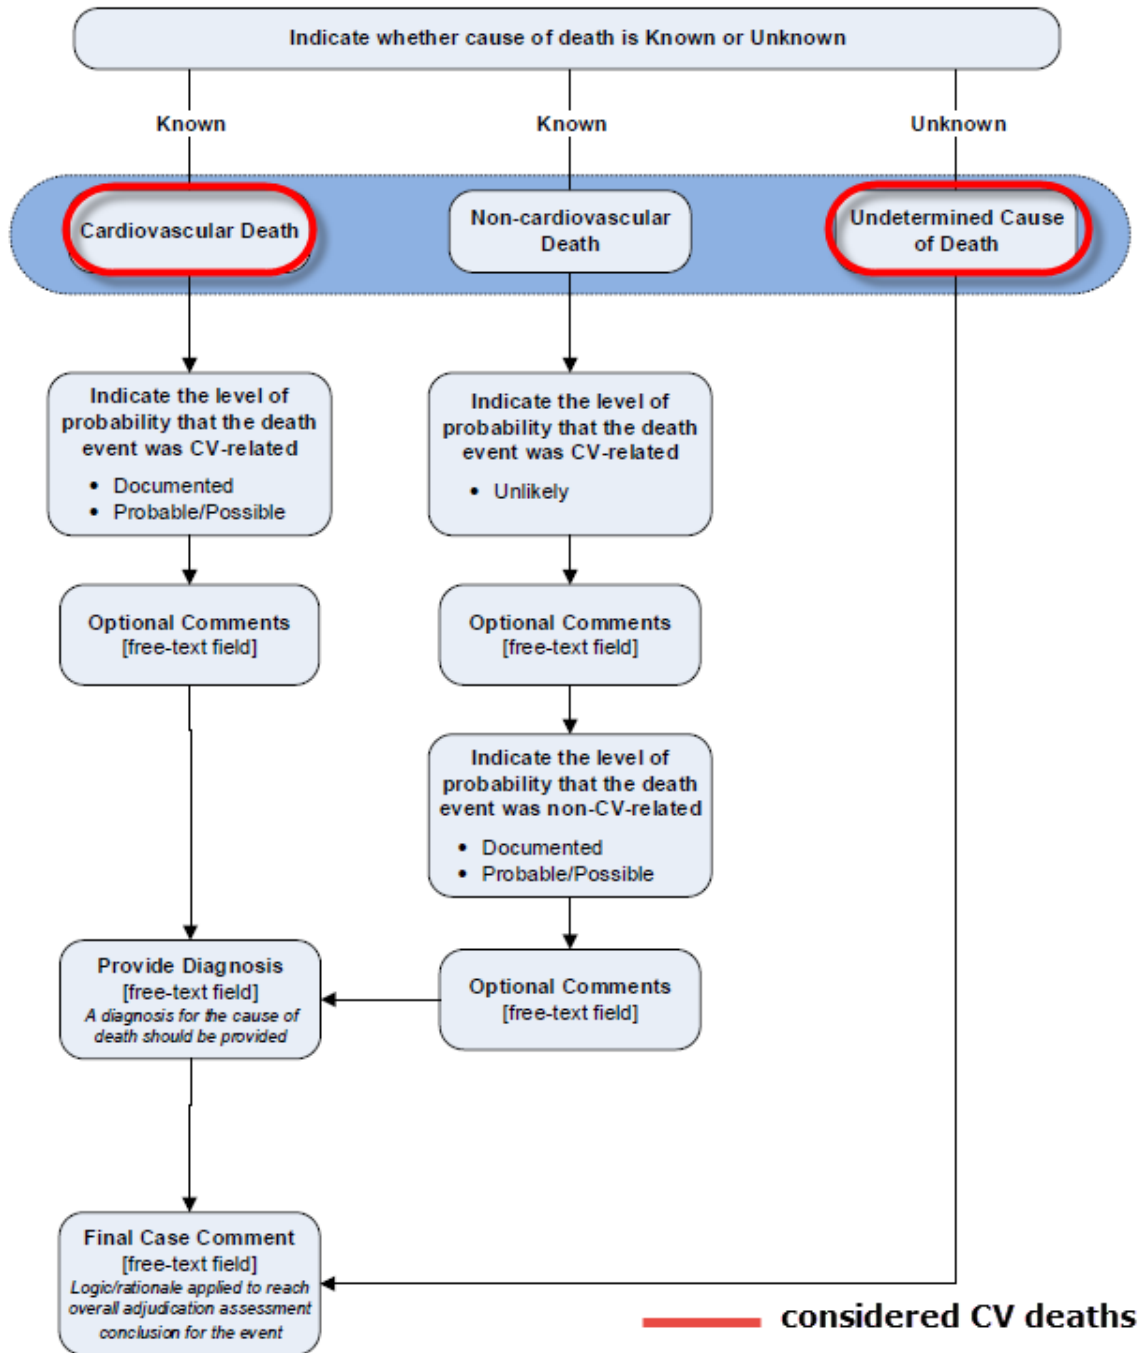 Indicate whether cause of death is Known or Unknown
Known
Known
Unknown
Cardiovascular Death
Non-cardiovascular
Death
Undetermined Cause
of Death
Indicate the level of
probability that the death
event was CV-related
• Documented
• Probable/Possible
Indicate the level of
probability that the death
event was CV-related
• Unlikely
Optional Comments
[free-text field]
Optional Comments
[free-text field]
Indicate the level of
probability that the death
event was non-CV-related
• Documented
• Probable/Possible
Provide Diagnosis
[free-text field]
A diagnosis for the cause of
death should be provided
Optional Comments
[free-text field]
Final Case Comment
[free-text field]
Logic/rationale applied to reach
overall adjudication assessment
conclusion for the event
considered CV deaths